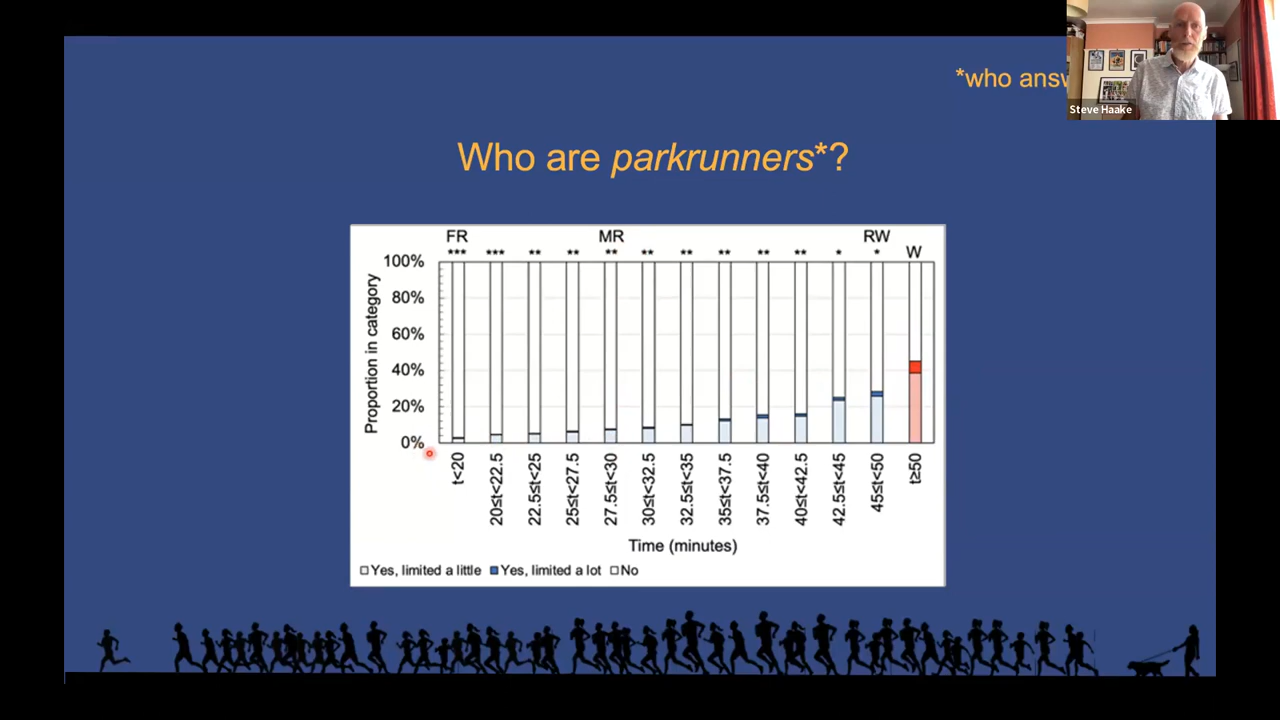 *who
Steve Haake
Who are parkrunners*?
FR MR RW
*** *** ** ** ** ** ** ** ** ** * * W
100%
80%
60%
40%
20%
0%
Proportion in category
t<20 20≤t<22.5 22.5≤t<25 25≤t<27.5 27.5≤t<30 30≤t<32.5 32.5≤t<35 35≤t<37.5 37.5≤t<40 40≤t<42.5 42.5≤t<45 45≤t<50 t≥50
Time (minutes)
Yes, limited a little Yes, limited a lot No